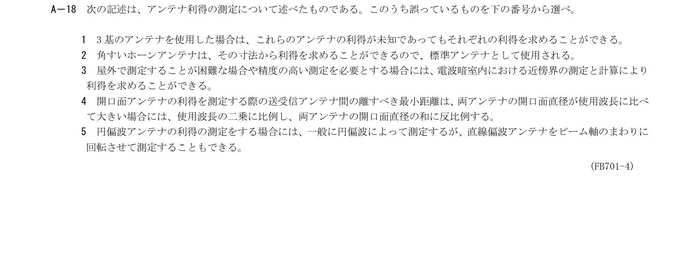 A－18　次の記述は、アンテナ利得の測定について述べたものである。このうち誤っているものを下の番号から選べ。
1　3基のアンテナを使用した場合は、これらのアンテナの利得が未知であってもそれぞれの利得を求めることができる。
2　角すいホーンアンテナは、その寸法から利得を求めることができるので、標準アンテナとして使用される。
3　屋外で測定することが困難な場合や精度の高い測定を必要とする場合には、電波暗室内における近傍界の測定と計算により
利得を求めることができる。
4　開口面アンテナの利得を測定する際の送受信アンテナ間の離すべき最小距離は、両アンテナの開口面直径が使用波長に比べ
て大きい場合には、使用波長の二乗に比例し、両アンテナの開口面直径の和に反比例する。
5　円偏波アンテナの利得の測定をする場合には、一般に円偏波によって測定するが、直線偏波アンテナをビーム軸のまわりに
回転させて測定することもできる。
(FB701-4)